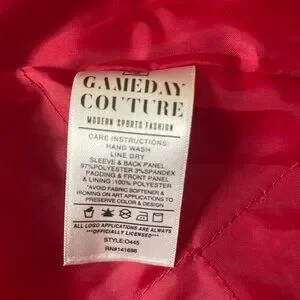 GAMEDAY
COUTURE
MODERN SPORTS FASHION
CARE INSTRUCTIONS:
HAND WASH
LINE DRY
SLEEVE & BACK PANEL:
97%POLYESTER 3%SPANDEX
PADDING & FRONT PANEL
& LINING :100% POLYESTER
*AVOID FABRIC SOFTENER &
IRONING ON ART APPLICATIONS TO
PRESERVE COLOR & DESIGN
ALL LOGO APPLICATIONS ARE ALWAYS
***OFFICIALLY LICENSED***
STYLE:O445
RN#141696